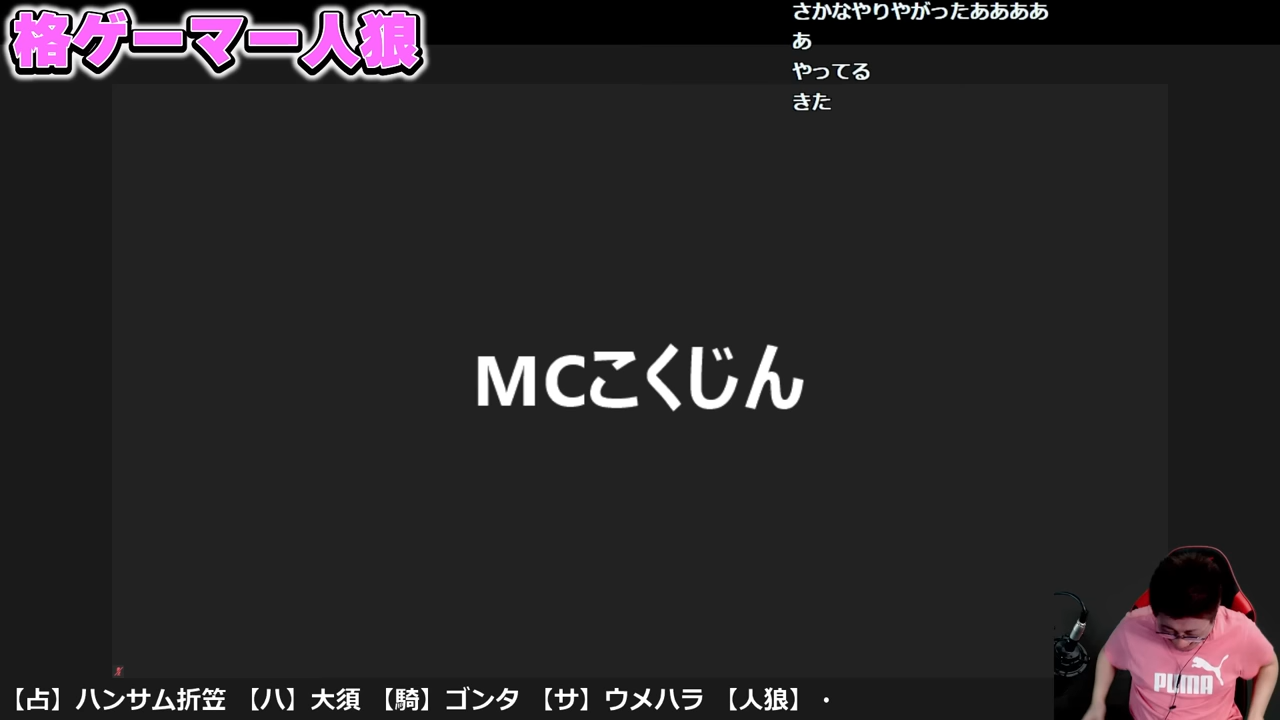 格ゲーマー人狼
さかなやりやがったああああ
あ
やってる
きた
MCこくじん
PUMA
【占】ハンサム折笠 【ハ】大須 【騎】ゴンタ 【サ】ウメハラ 【人狼】・